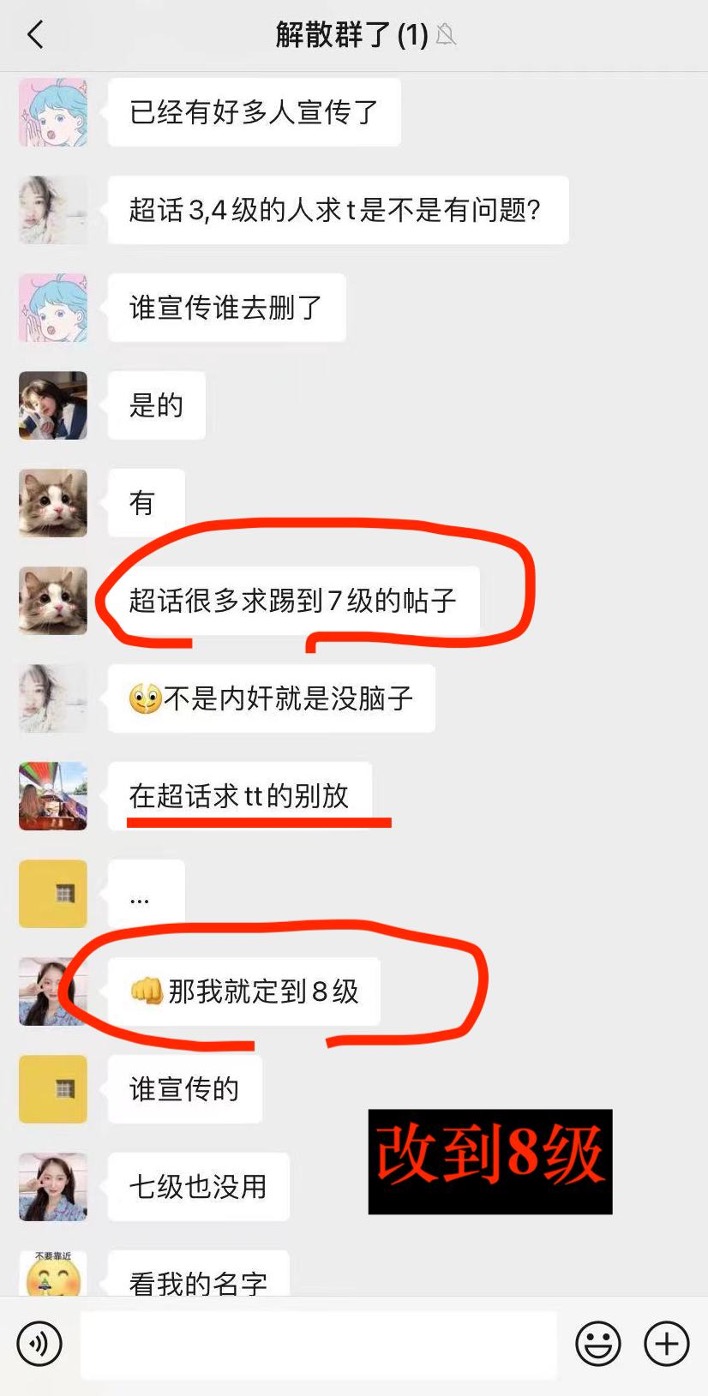 解散群了(1)
已经有好多人宣传了
超话3,4级的人求t是不是有问题?
谁宣传谁去删了
是的
有
超话很多求踢到7级的帖子
不是内奸就是没脑子
在超话求tt的别放
...
👊那我就定到8级
谁宣传的
改到8级
七级也没用
不要靠近
看我的名字